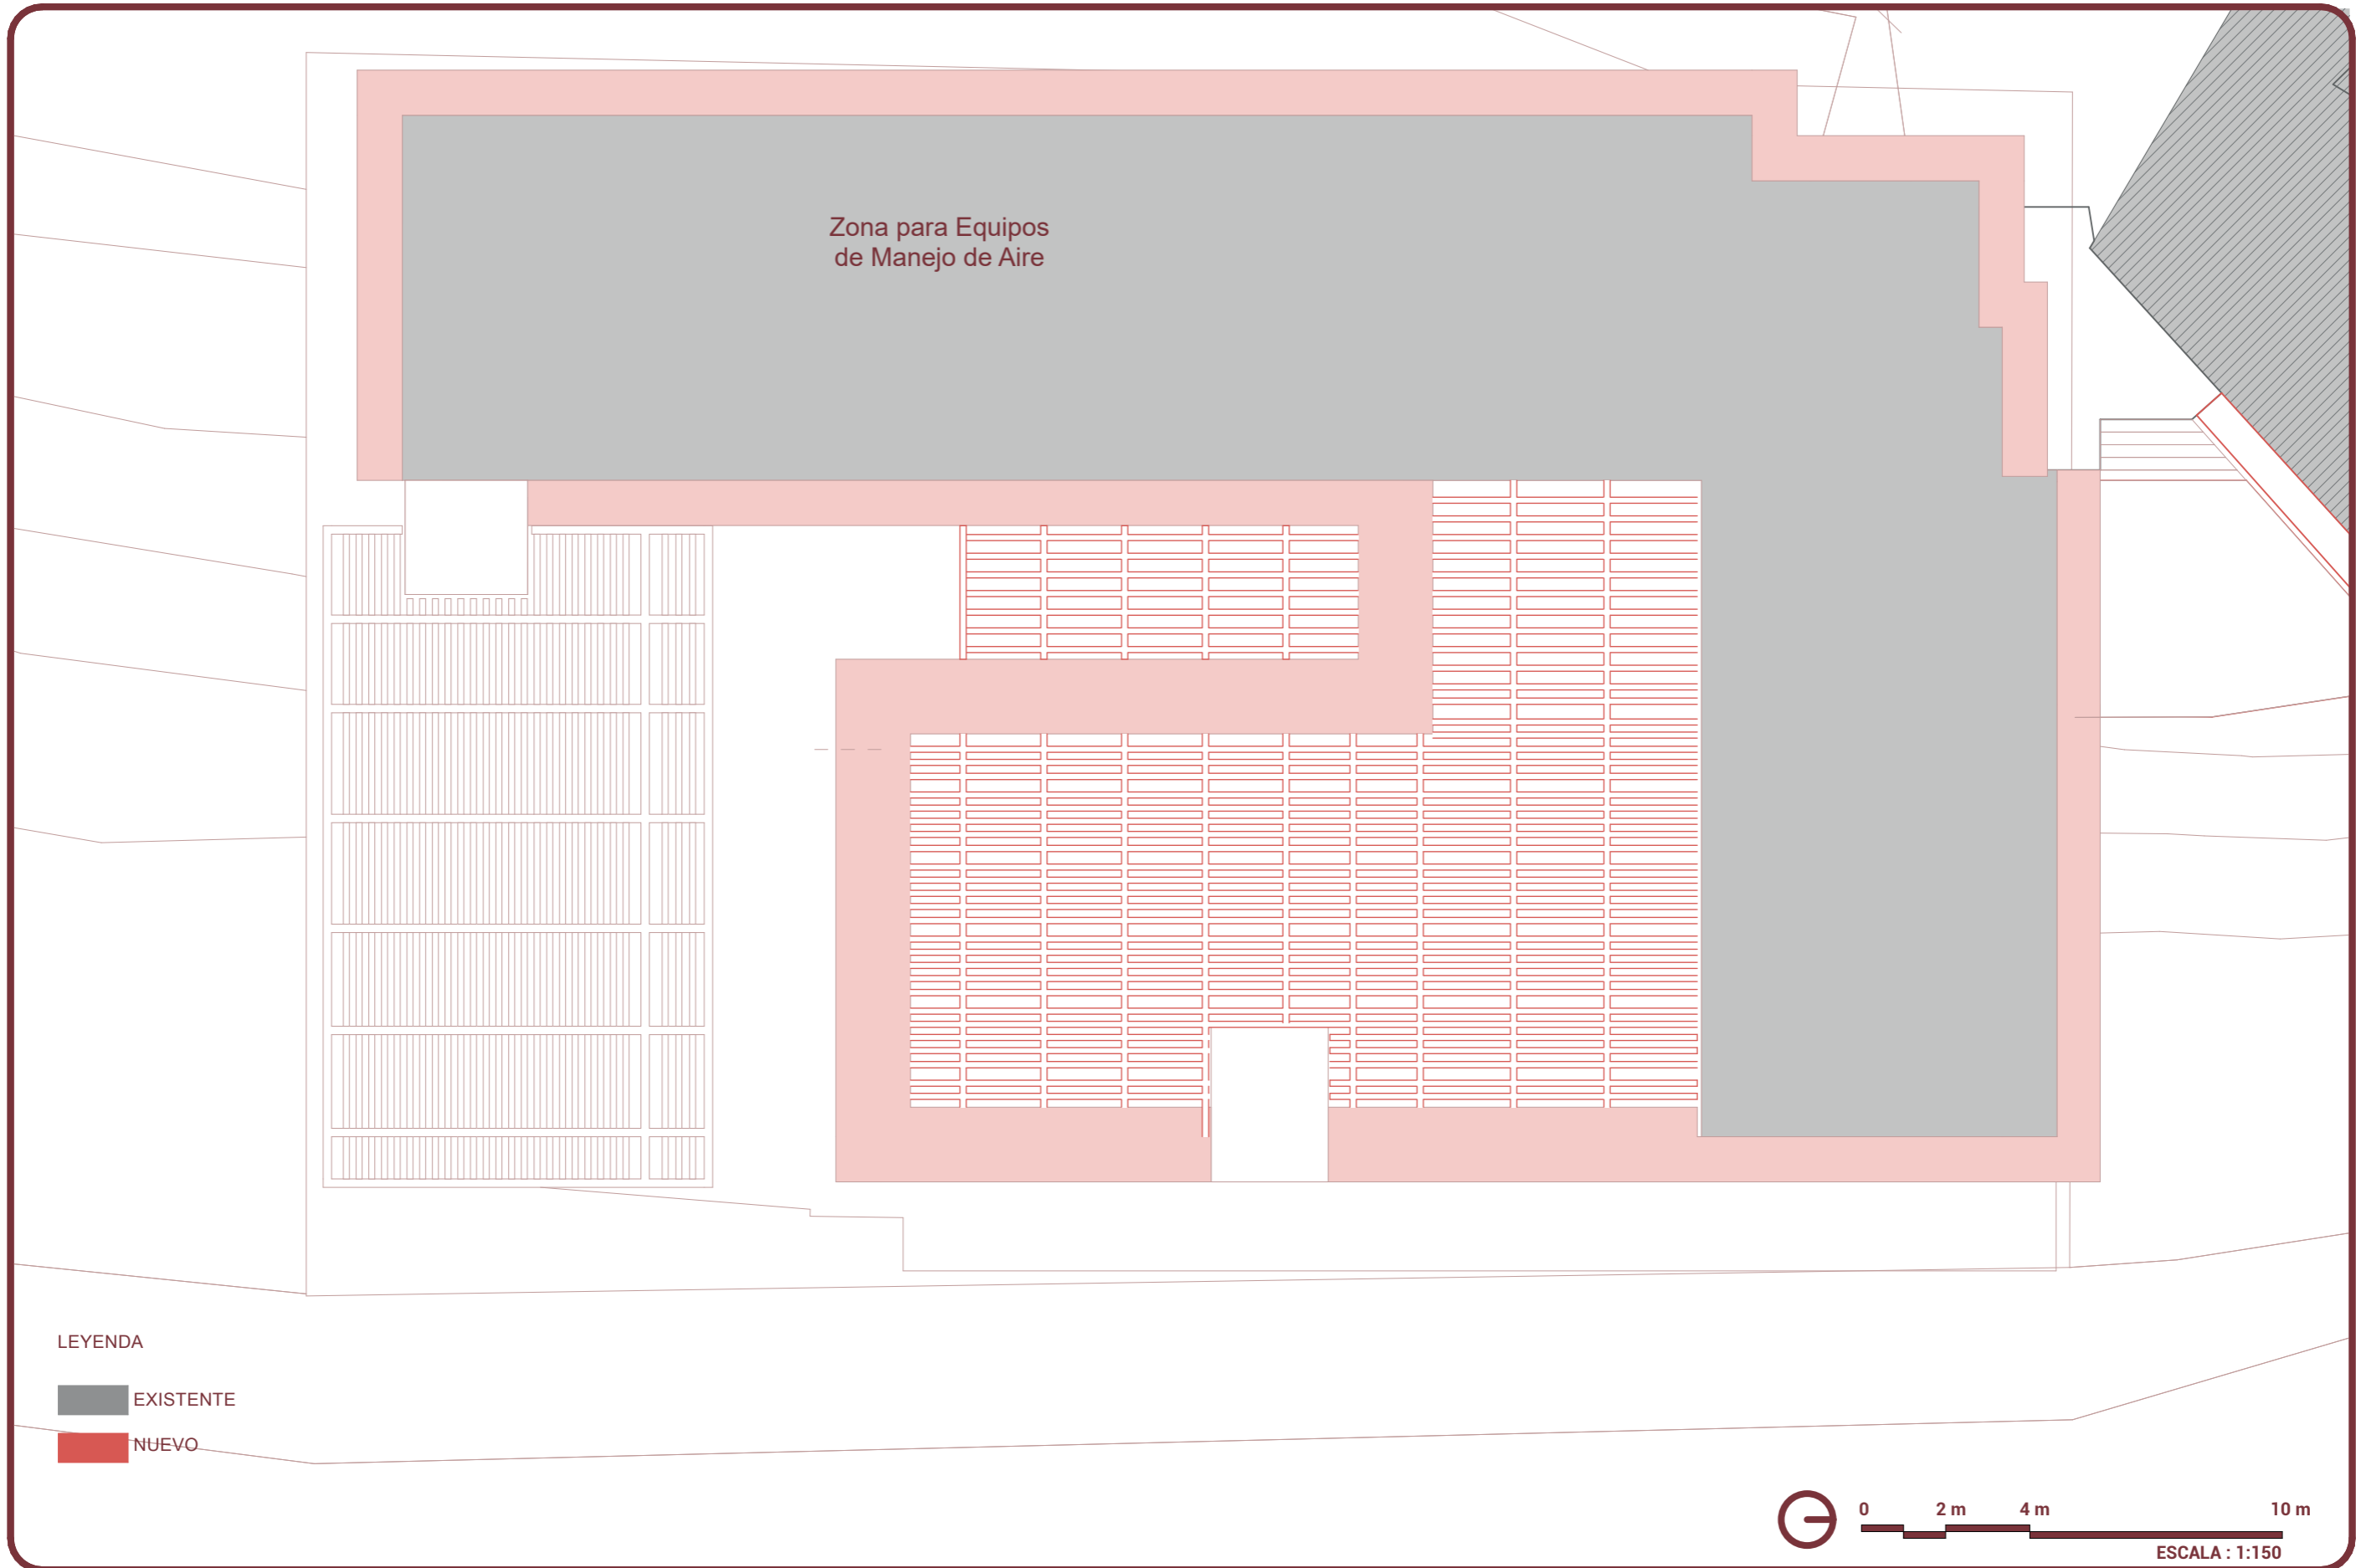 Zona para Equipos
de Manejo de Aire
LEYENDA
EXISTENTE
NUEVO
0 2 m 4 m 10 m
ESCALA : 1:150